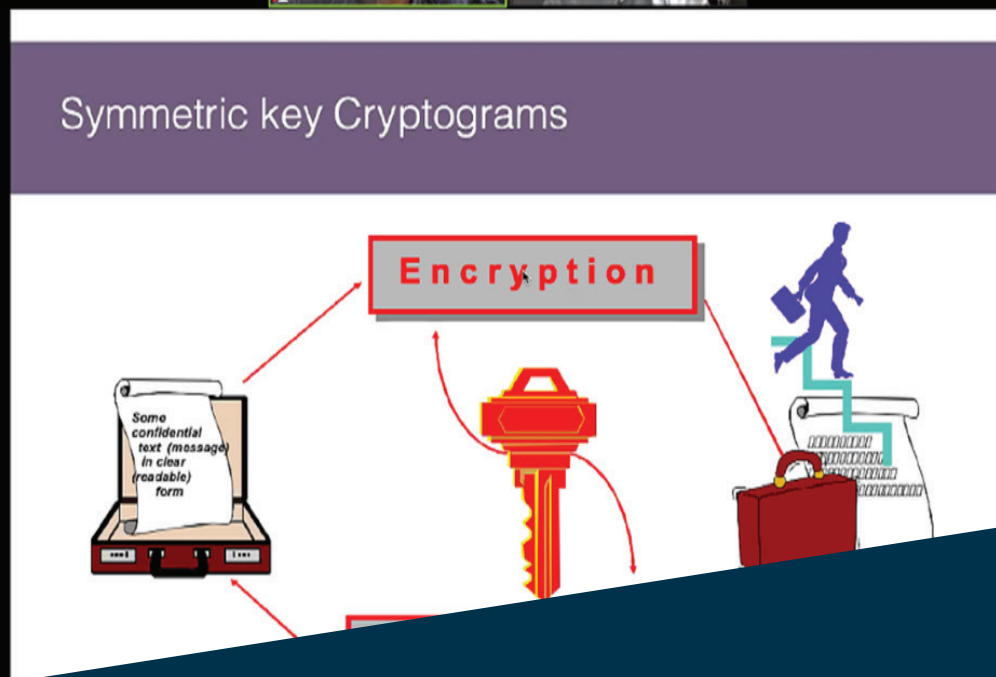 Symmetric key Cryptograms
Encryption
Some
confidential
text (message)
in clear
(readable)
form